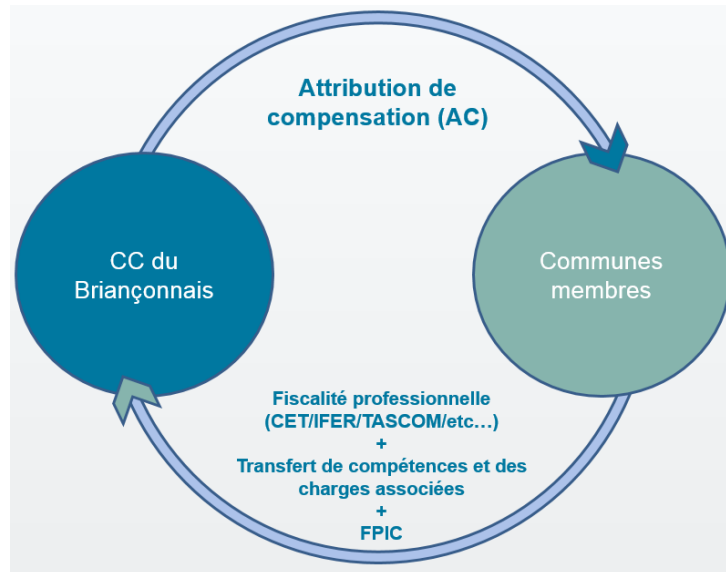 Attribution de
compensation (AC)
CC du
Briançonnais
Communes
membres
Fiscalité professionnelle
(CET/IFER/TASCOM/etc…)
+
Transfert de compétences et des
charges associées
+
FPIC